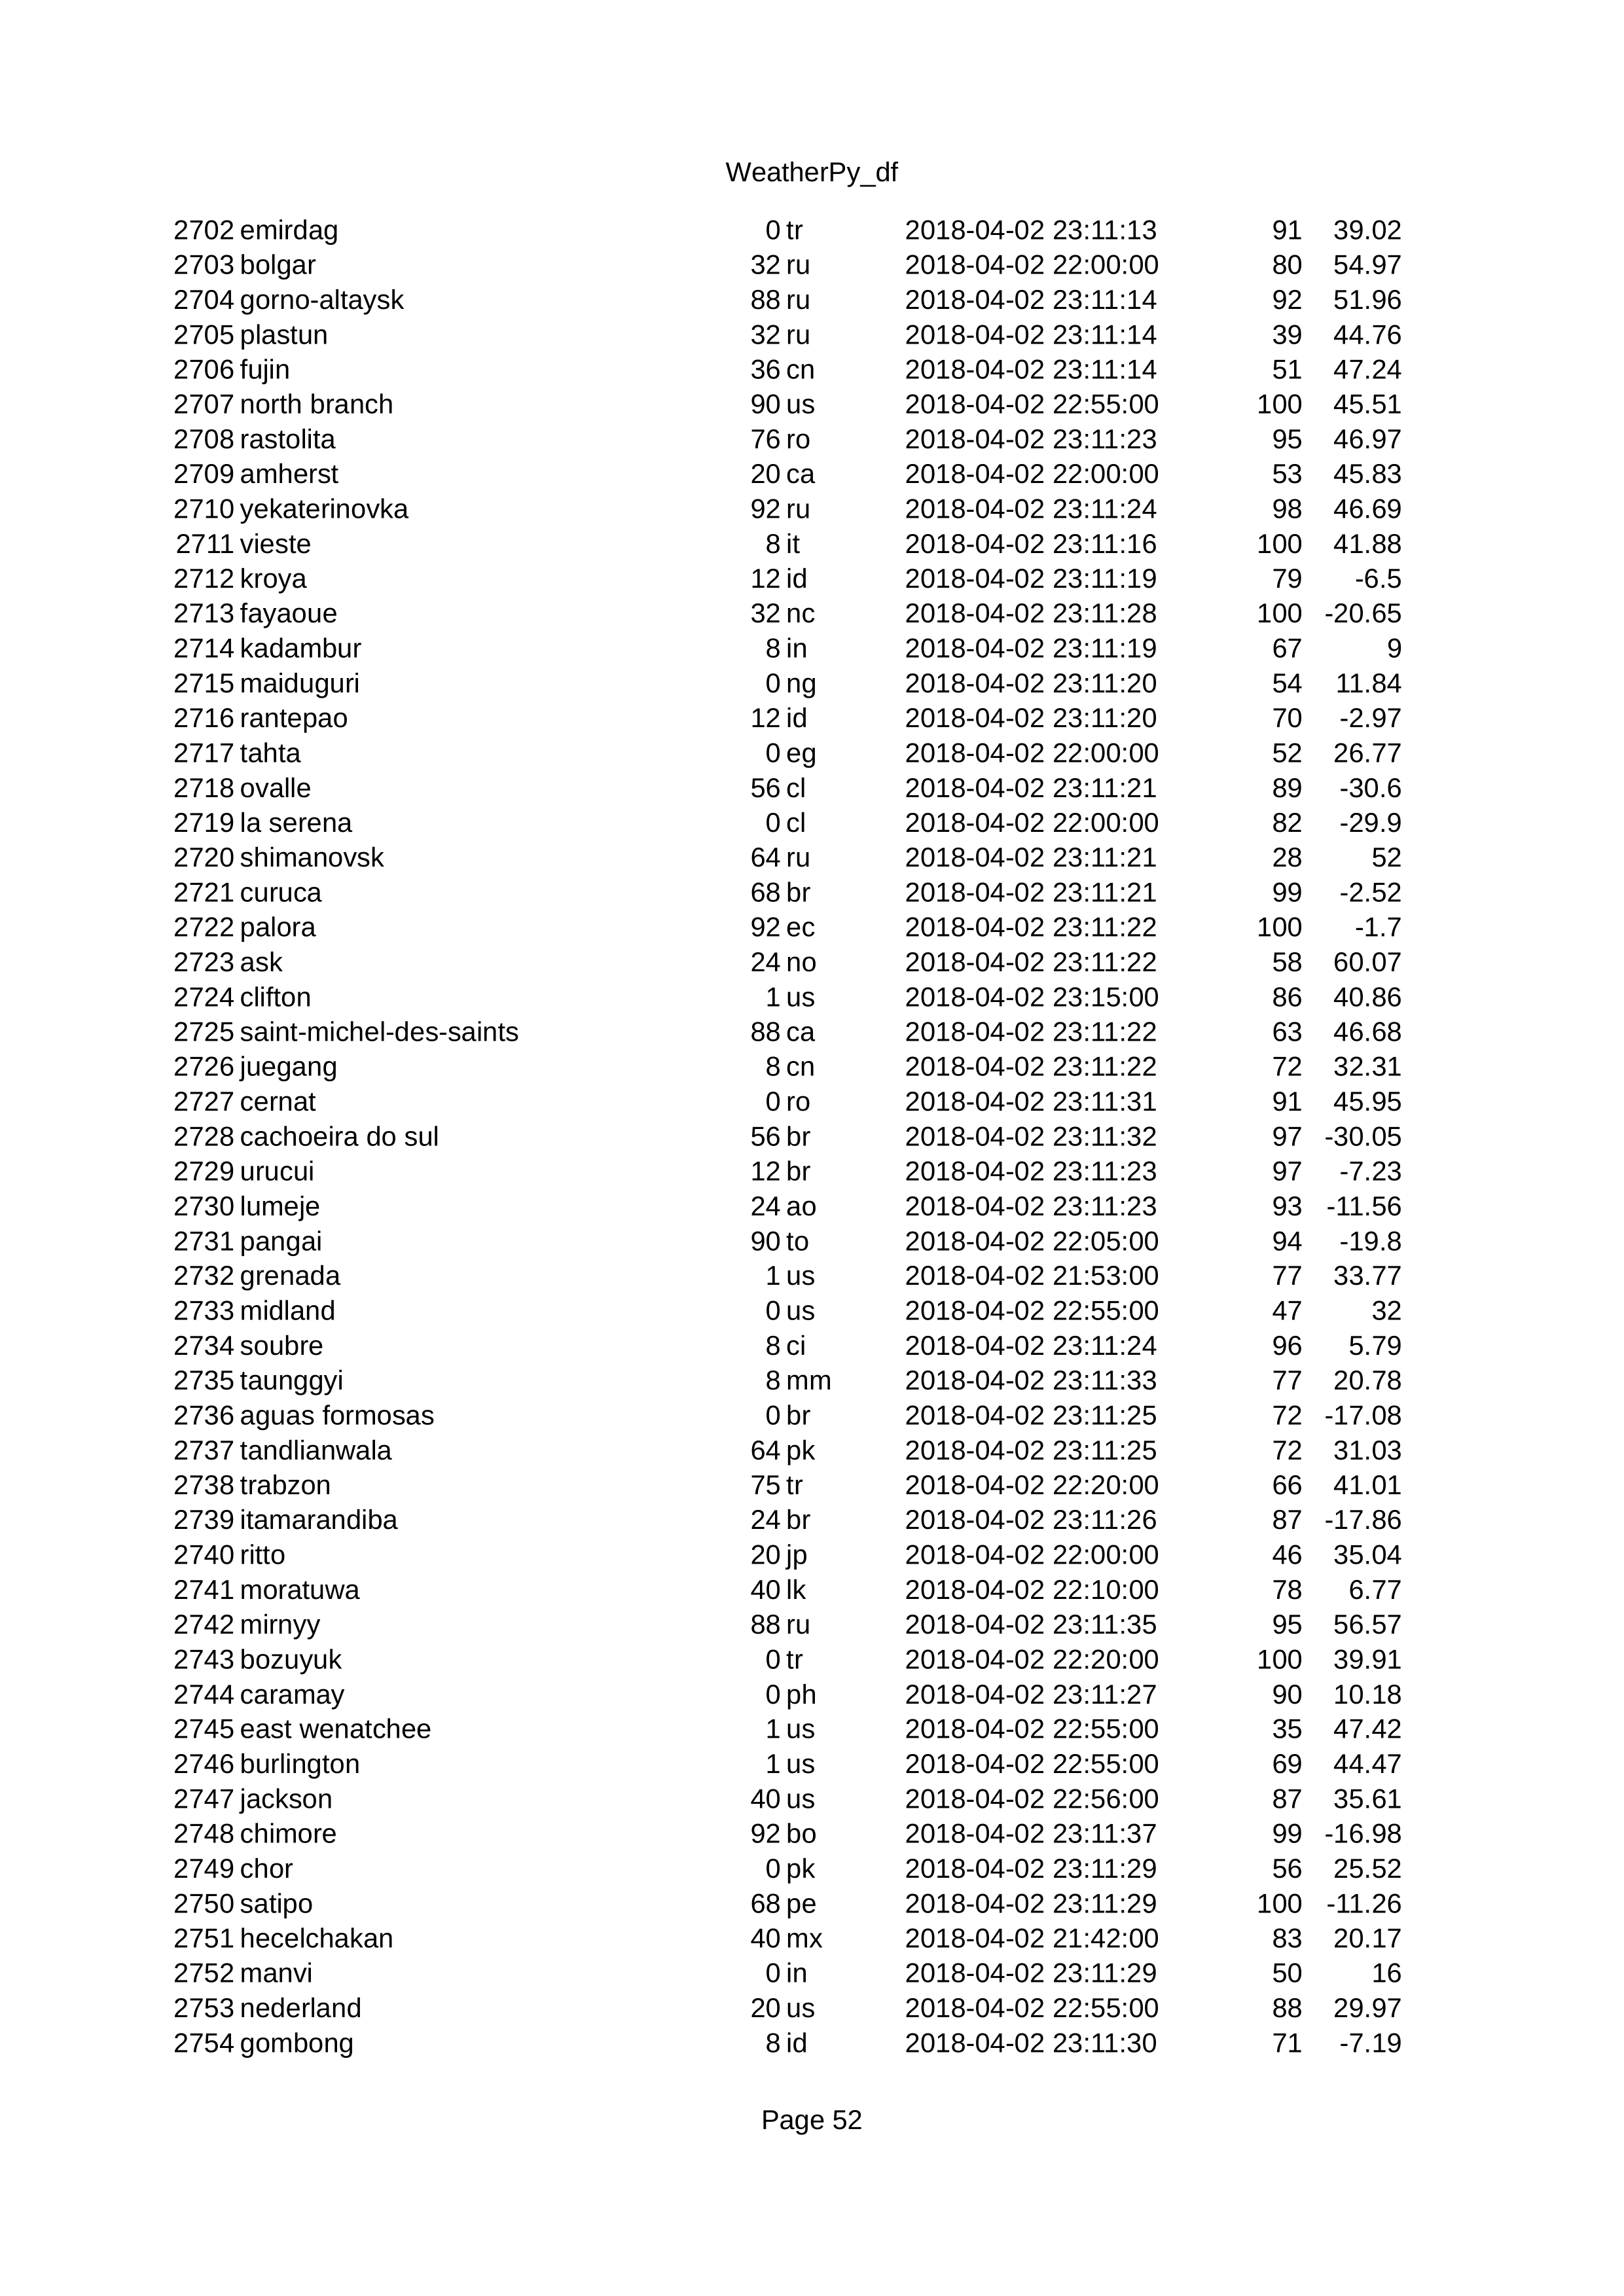 WeatherPy_df
2702 emirdag 0 tr 2018-04-02 23:11:13 91 39.02
2703 bolgar 32 ru 2018-04-02 22:00:00 80 54.97
2704 gorno-altaysk 88 ru 2018-04-02 23:11:14 92 51.96
2705 plastun 32 ru 2018-04-02 23:11:14 39 44.76
2706 fujin 36 cn 2018-04-02 23:11:14 51 47.24
2707 north branch 90 us 2018-04-02 22:55:00 100 45.51
2708 rastolita 76 ro 2018-04-02 23:11:23 95 46.97
2709 amherst 20 ca 2018-04-02 22:00:00 53 45.83
2710 yekaterinovka 92 ru 2018-04-02 23:11:24 98 46.69
2711 vieste 8 it 2018-04-02 23:11:16 100 41.88
2712 kroya 12 id 2018-04-02 23:11:19 79 -6.5
2713 fayaoue 32 nc 2018-04-02 23:11:28 100 -20.65
2714 kadambur 8 in 2018-04-02 23:11:19 67 9
2715 maiduguri 0 ng 2018-04-02 23:11:20 54 11.84
2716 rantepao 12 id 2018-04-02 23:11:20 70 -2.97
2717 tahta 0 eg 2018-04-02 22:00:00 52 26.77
2718 ovalle 56 cl 2018-04-02 23:11:21 89 -30.6
2719 la serena 0 cl 2018-04-02 22:00:00 82 -29.9
2720 shimanovsk 64 ru 2018-04-02 23:11:21 28 52
2721 curuca 68 br 2018-04-02 23:11:21 99 -2.52
2722 palora 92 ec 2018-04-02 23:11:22 100 -1.7
2723 ask 24 no 2018-04-02 23:11:22 58 60.07
2724 clifton 1 us 2018-04-02 23:15:00 86 40.86
2725 saint-michel-des-saints 88 ca 2018-04-02 23:11:22 63 46.68
2726 juegang 8 cn 2018-04-02 23:11:22 72 32.31
2727 cernat 0 ro 2018-04-02 23:11:31 91 45.95
2728 cachoeira do sul 56 br 2018-04-02 23:11:32 97 -30.05
2729 urucui 12 br 2018-04-02 23:11:23 97 -7.23
2730 lumeje 24 ao 2018-04-02 23:11:23 93 -11.56
2731 pangai 90 to 2018-04-02 22:05:00 94 -19.8
2732 grenada 1 us 2018-04-02 21:53:00 77 33.77
2733 midland 0 us 2018-04-02 22:55:00 47 32
2734 soubre 8 ci 2018-04-02 23:11:24 96 5.79
2735 taunggyi 8 mm 2018-04-02 23:11:33 77 20.78
2736 aguas formosas 0 br 2018-04-02 23:11:25 72 -17.08
2737 tandlianwala 64 pk 2018-04-02 23:11:25 72 31.03
2738 trabzon 75 tr 2018-04-02 22:20:00 66 41.01
2739 itamarandiba 24 br 2018-04-02 23:11:26 87 -17.86
2740 ritto 20 jp 2018-04-02 22:00:00 46 35.04
2741 moratuwa 40 lk 2018-04-02 22:10:00 78 6.77
2742 mirnyy 88 ru 2018-04-02 23:11:35 95 56.57
2743 bozuyuk 0 tr 2018-04-02 22:20:00 100 39.91
2744 caramay 0 ph 2018-04-02 23:11:27 90 10.18
2745 east wenatchee 1 us 2018-04-02 22:55:00 35 47.42
2746 burlington 1 us 2018-04-02 22:55:00 69 44.47
2747 jackson 40 us 2018-04-02 22:56:00 87 35.61
2748 chimore 92 bo 2018-04-02 23:11:37 99 -16.98
2749 chor 0 pk 2018-04-02 23:11:29 56 25.52
2750 satipo 68 pe 2018-04-02 23:11:29 100 -11.26
2751 hecelchakan 40 mx 2018-04-02 21:42:00 83 20.17
2752 manvi 0 in 2018-04-02 23:11:29 50 16
2753 nederland 20 us 2018-04-02 22:55:00 88 29.97
2754 gombong 8 id 2018-04-02 23:11:30 71 -7.19
Page 52